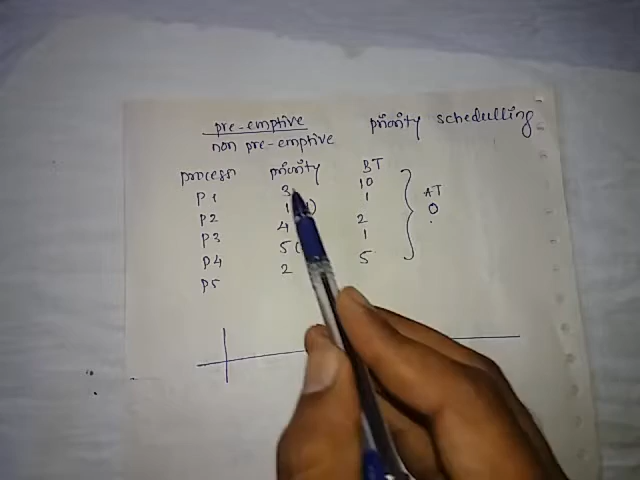 pre-emptive
non pre-emptive priority schedulling
process priority BT
P1 3 10
P2 1 1
P3 4 2
P4 5 1
P5 2 5
AT
0